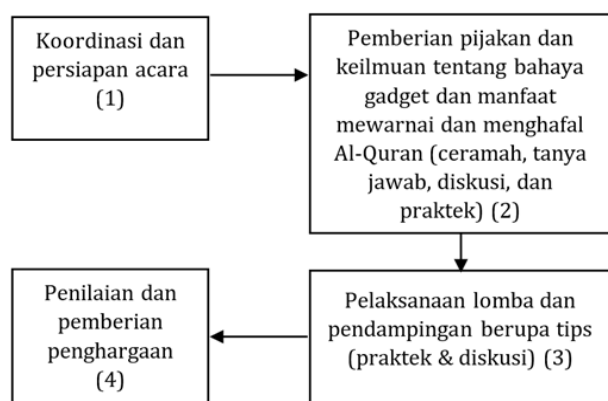 Koordinasi dan
persiapan acara
(1)
Pemberian pijakan dan
keilmuan tentang bahaya
gadget dan manfaat
mewarnai dan menghafal
Al-Quran (ceramah, tanya
jawab, diskusi, dan
praktek) (2)
Pelaksanaan lomba dan
pendampingan berupa tips
(praktek & diskusi) (3)
Penilaian dan
pemberian
penghargaan
(4)